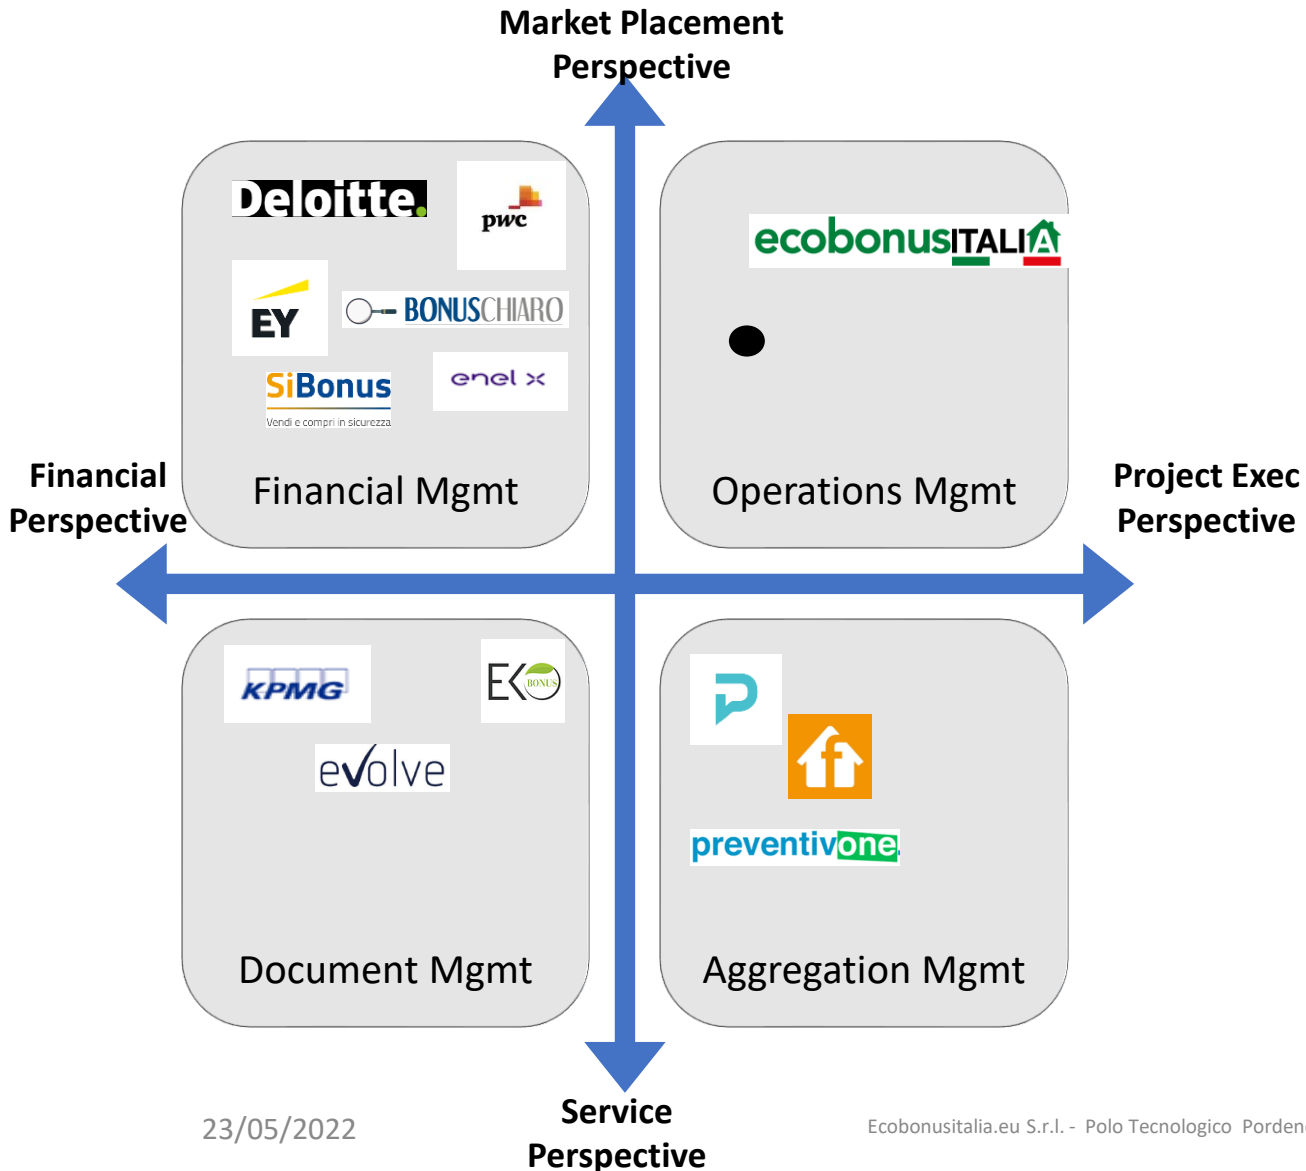 Market Placement
Perspective
Deloitte.
pwc
ecobonusITALIA
EY
BONUSCHIARO
SiBonus
Vendi e compri in sicurezza
enel x
Financial
Perspective
Financial Mgmt
Operations Mgmt
Project Exec
Perspective
KPMG
EKO
BONUS
evolve
P
f
preventivone.
Document Mgmt
Aggregation Mgmt
23/05/2022
Service
Perspective
Ecobonusitalia.eu S.r.l. - Polo Tecnologico Porden